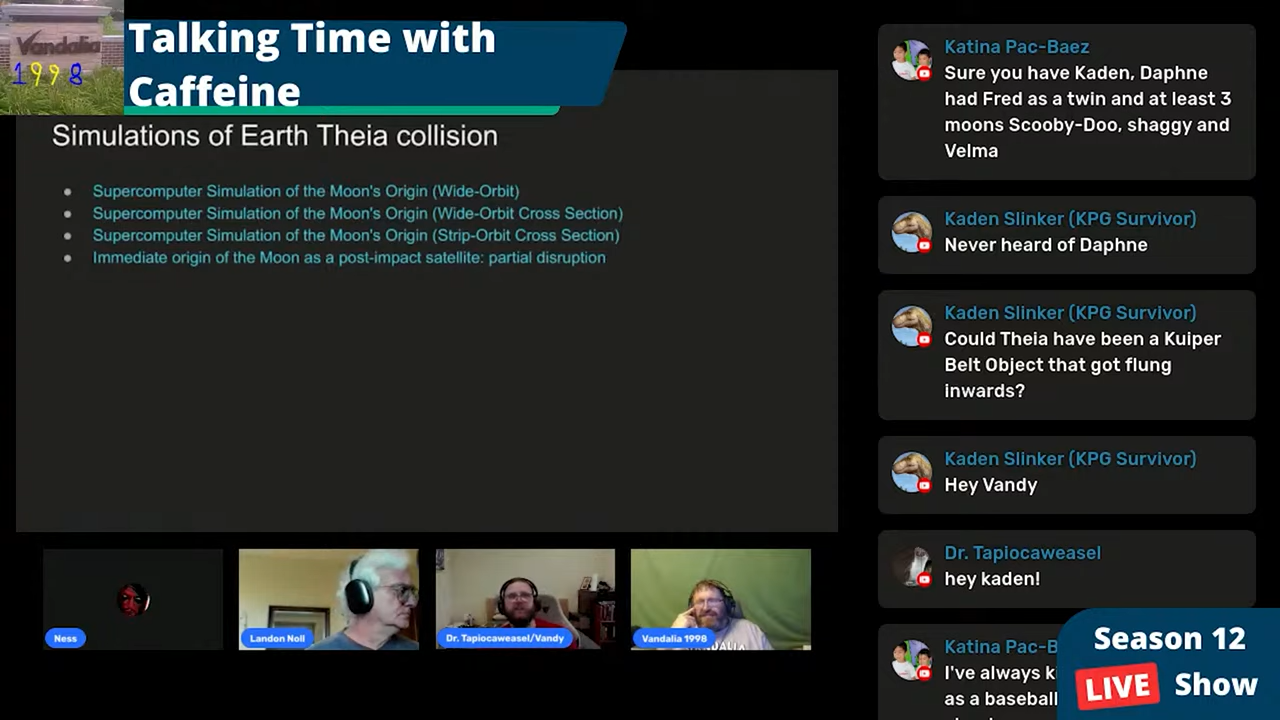 Vandalia
1998
Talking Time with
Caffeine
Simulations of Earth Theia collision
Supercomputer Simulation of the Moon's Origin (Wide-Orbit)
Supercomputer Simulation of the Moon's Origin (Wide-Orbit Cross Section)
Supercomputer Simulation of the Moon's Origin (Strip-Orbit Cross Section)
Immediate origin of the Moon as a post-impact satellite: partial disruption
Ness
Landon Noll
Dr. Tapiocaweasel/Vandy
Vandalia 1998
VANDALIA
Katina Pac-Baez
Sure you have Kaden, Daphne
had Fred as a twin and at least 3
moons Scooby-Doo, shaggy and
Velma
Kaden Slinker (KPG Survivor)
Never heard of Daphne
Kaden Slinker (KPG Survivor)
Could Theia have been a Kuiper
Belt Object that got flung
inwards?
Kaden Slinker (KPG Survivor)
Hey Vandy
Dr. Tapiocaweasel
hey kaden!
Katina Pac-B
I've always k
as a baseball
Season 12
LIVE Show